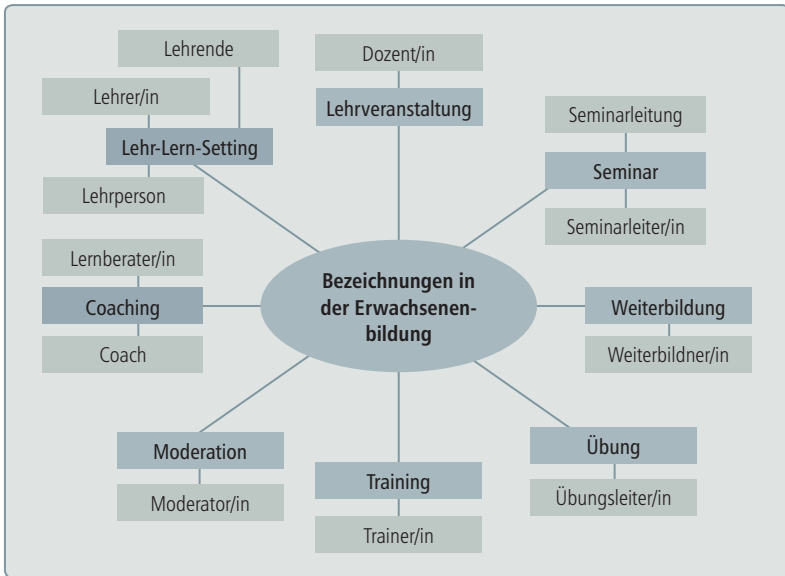 Lehrende
Dozent/in
Lehrer/in
Lehrveranstaltung
Seminarleitung
Lehr-Lern-Setting
Seminar
Lehrperson
Seminarleiter/in
Lernberater/in
Bezeichnungen in
der Erwachsenen-
bildung
Coaching
Weiterbildung
Coach
Weiterbildner/in
Moderation
Übung
Training
Moderator/in
Übungsleiter/in
Trainer/in